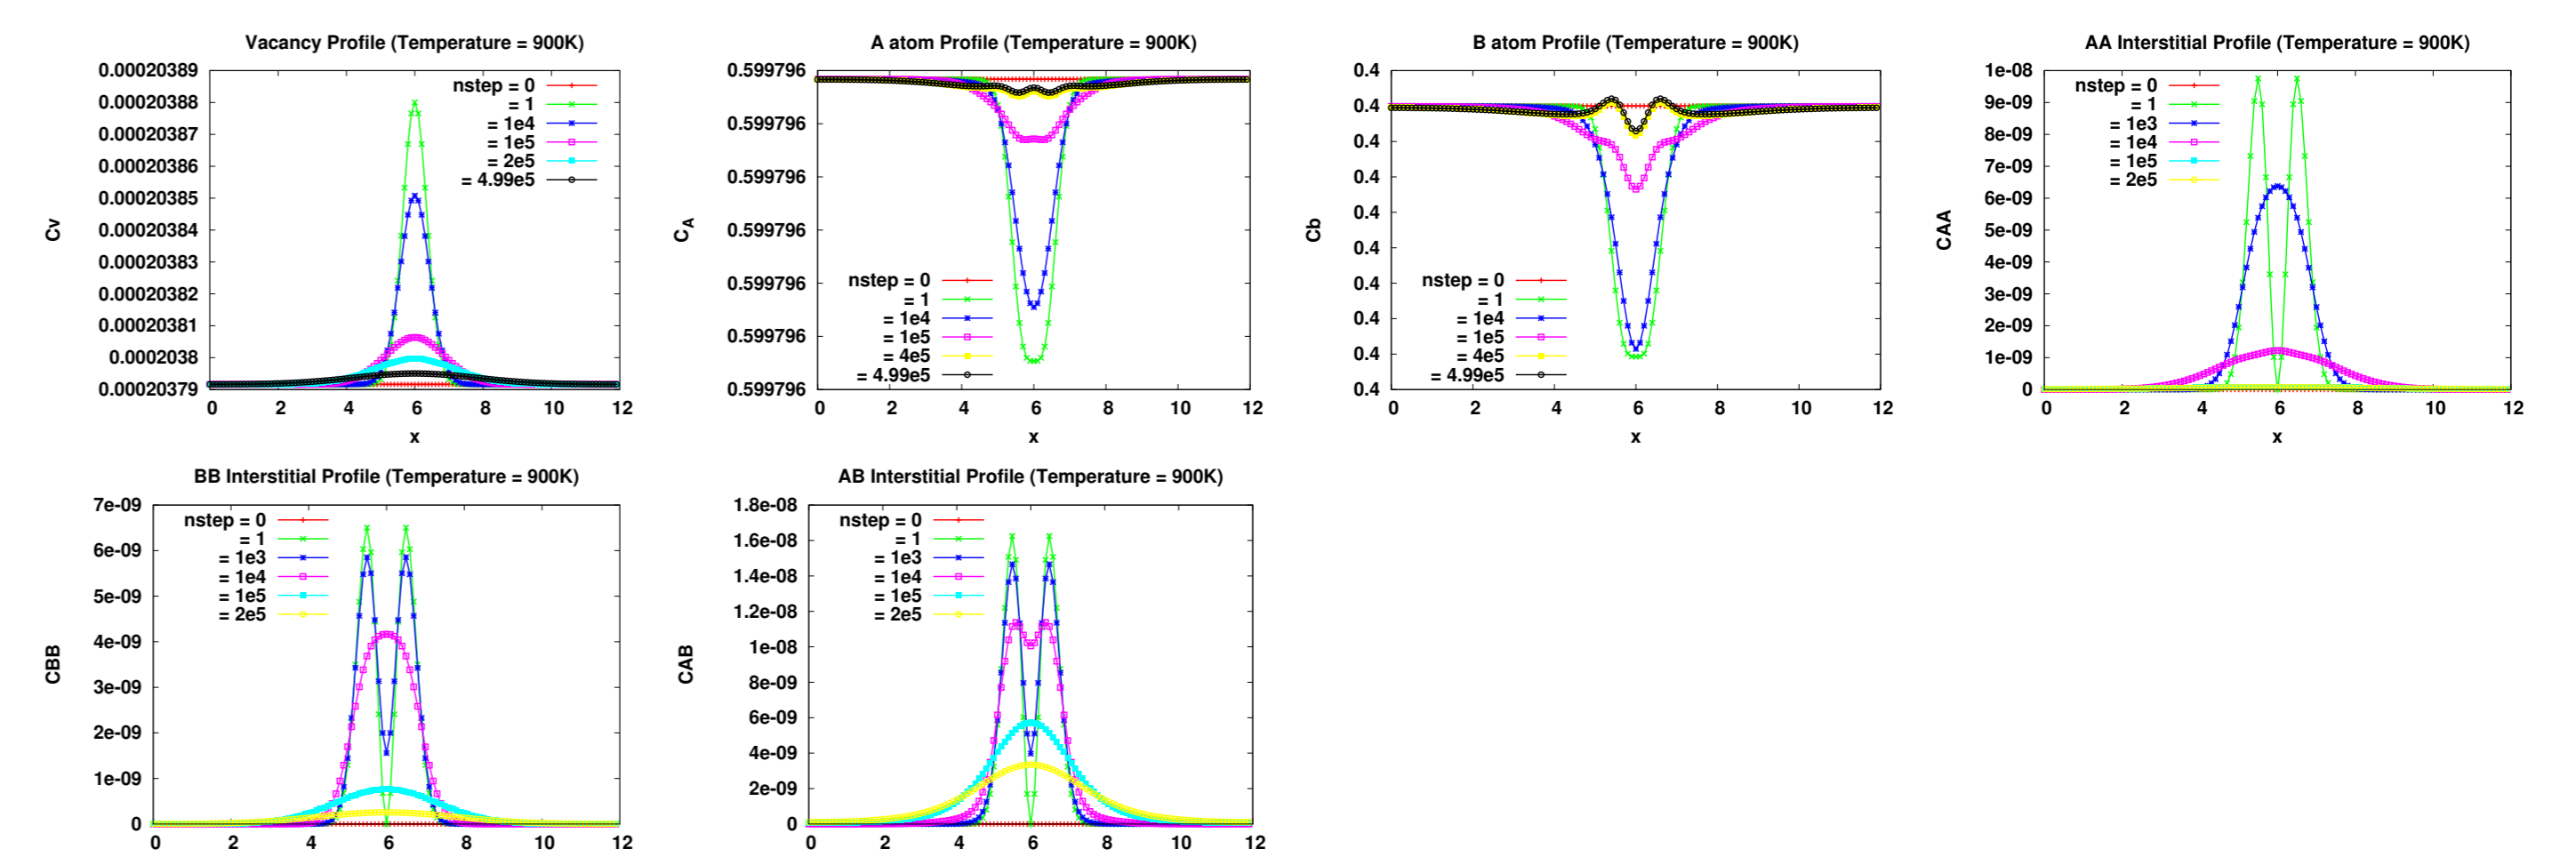 Vacancy Profile (Temperature = 900K)
0.00020389
0.00020388
0.00020387
0.00020386
0.00020385
0.00020384
0.00020383
0.00020382
0.00020381
0.0002038
0.00020379
Cv
nstep = 0
= 1
= 1e4
= 1e5
= 2e5
= 4.99e5
0 2 4 6 8 10 12
x
A atom Profile (Temperature = 900K)
0.599796
0.599796
0.599796
0.599796
0.599796
0.599796
0.599796
CA
nstep = 0
= 1
= 1e4
= 1e5
= 4e5
= 4.99e5
0 2 4 6 8 10 12
x
B atom Profile (Temperature = 900K)
0.4
0.4
0.4
0.4
0.4
0.4
0.4
0.4
0.4
0.4
Cb
nstep = 0
= 1
= 1e4
= 1e5
= 4e5
= 4.99e5
0 2 4 6 8 10 12
x
AA Interstitial Profile (Temperature = 900K)
1e-08
9e-09
8e-09
7e-09
6e-09
5e-09
4e-09
3e-09
2e-09
1e-09
0
CAA
nstep = 0
= 1
= 1e3
= 1e4
= 1e5
= 2e5
0 2 4 6 8 10 12
x
BB Interstitial Profile (Temperature = 900K)
7e-09
6e-09
5e-09
4e-09
3e-09
2e-09
1e-09
0
CBB
nstep = 0
= 1
= 1e3
= 1e4
= 1e5
= 2e5
0 2 4 6 8 10 12
AB Interstitial Profile (Temperature = 900K)
1.8e-08
1.6e-08
1.4e-08
1.2e-08
1e-08
8e-09
6e-09
4e-09
2e-09
0
CAB
nstep = 0
= 1
= 1e3
= 1e4
= 1e5
= 2e5
0 2 4 6 8 10 12